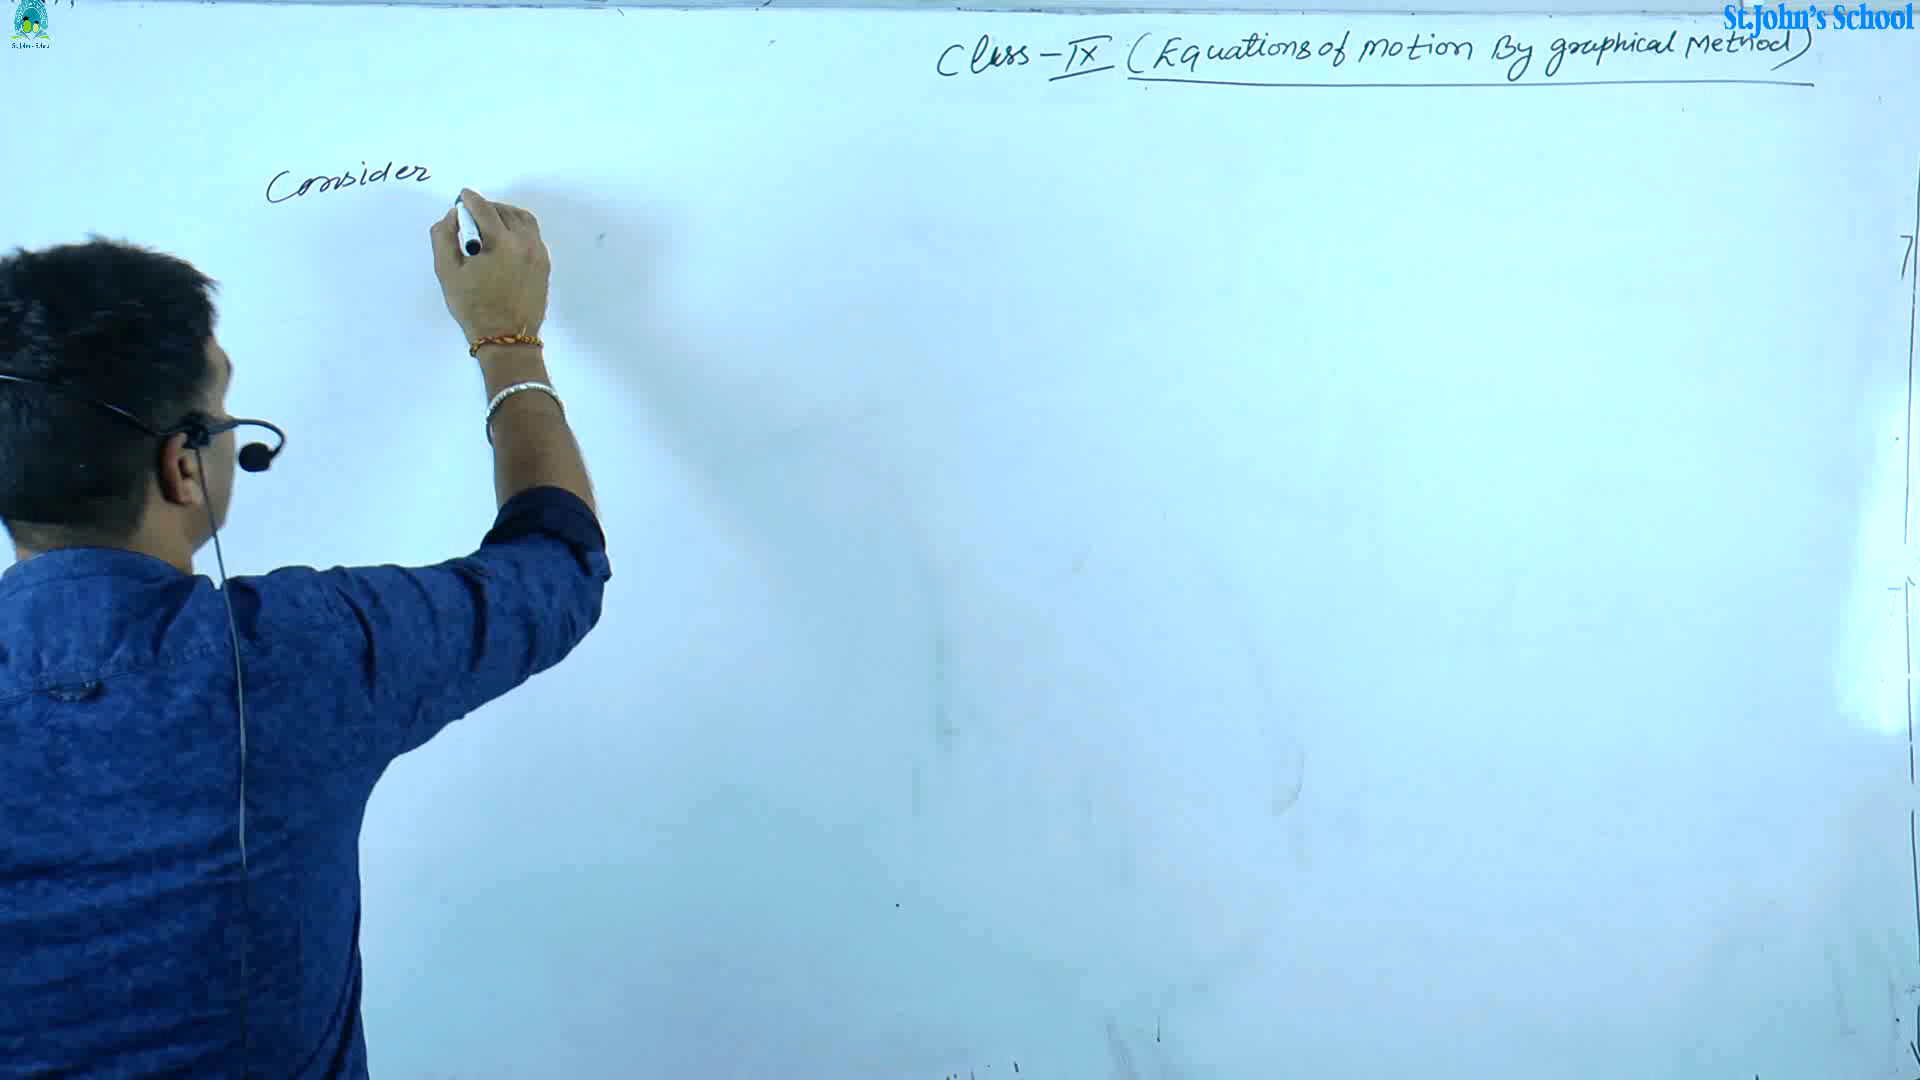 St.John's School
Class-IX (Equations of Motion By graphical Method)
Consider